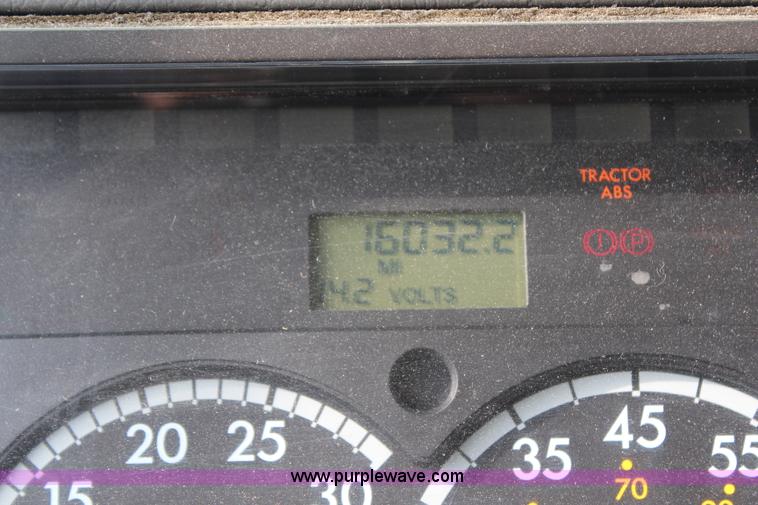 TRACTOR
ABS
16032.2
MI
14.2 VOLTS
15 20 25 30
35 45 55
70
www.purplewave.com